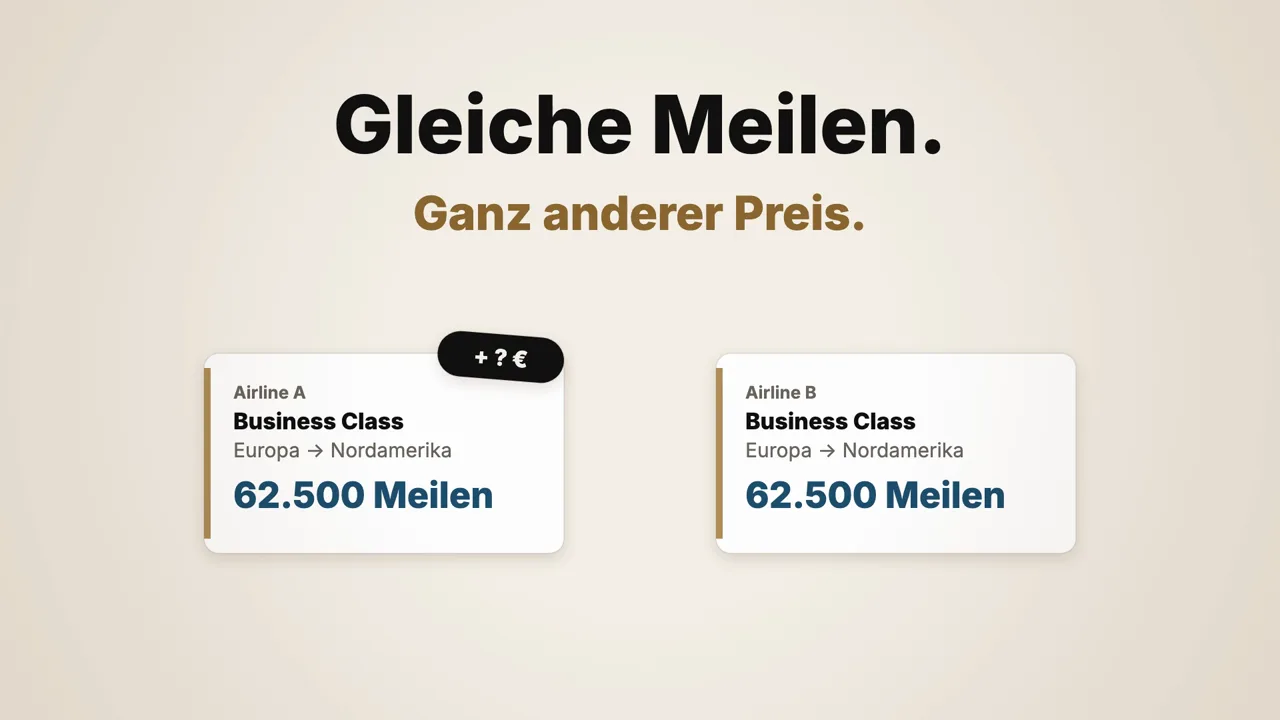 Gleiche Meilen.
Ganz anderer Preis.
+ ? €
Airline A
Business Class
Europa → Nordamerika
62.500 Meilen
Airline B
Business Class
Europa → Nordamerika
62.500 Meilen